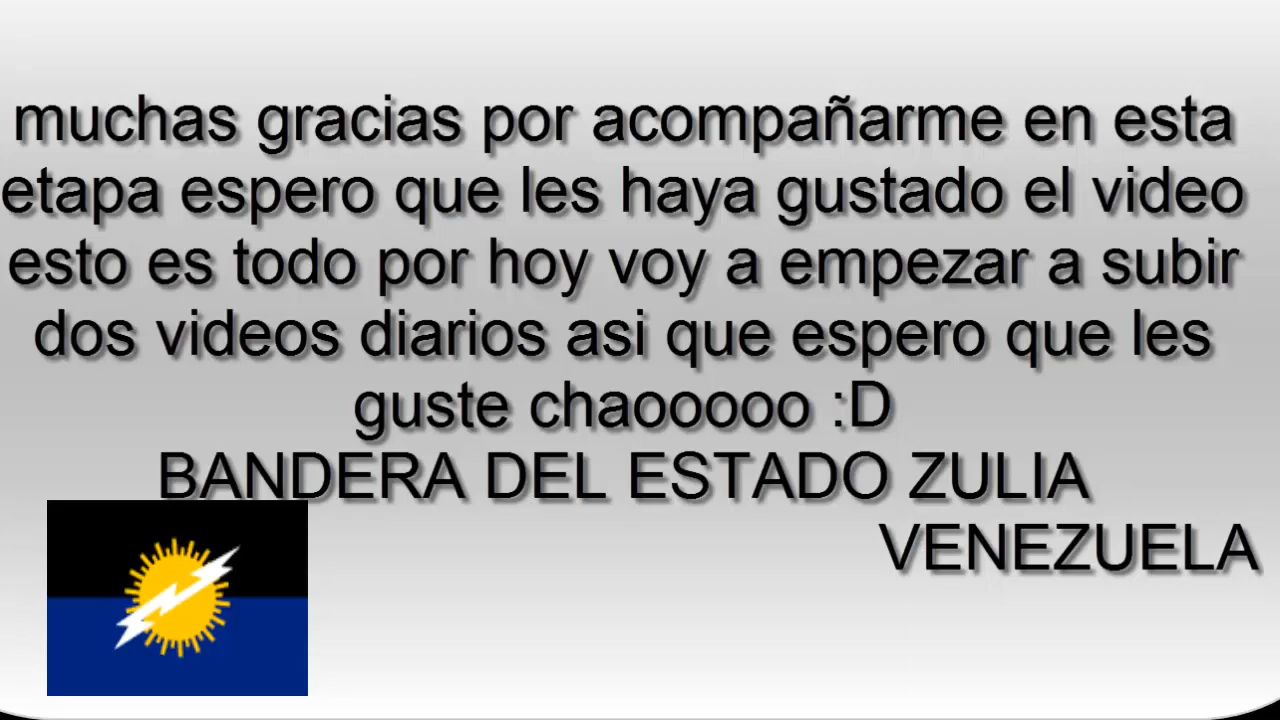 muchas gracias por acompañarme en esta
etapa espero que les haya gustado el video
esto es todo por hoy voy a empezar a subir
dos videos diarios asi que espero que les
guste chaooooo :D
BANDERA DEL ESTADO ZULIA
VENEZUELA